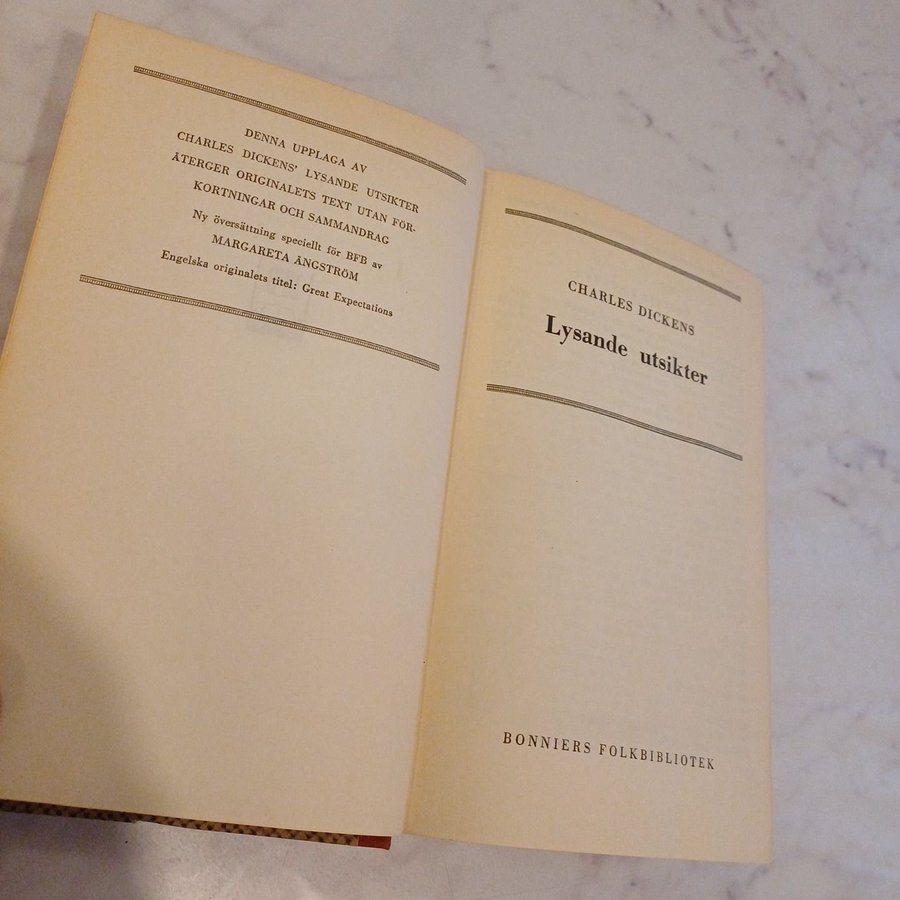 DENNA UPPLAGA AV
CHARLES DICKENS' LYSANDE UTSIKTER
ÅTERGER ORIGINALETS TEXT UTAN FÖR-
KORTNINGAR OCH SAMMANDRAG
Ny översättning speciellt för BFB av
MARGARETA ÅNGSTRÖM
Engelska originalets titel: Great Expectations
CHARLES DICKENS
Lysande utsikter
BONNIERS FOLKBIBLIOTEK